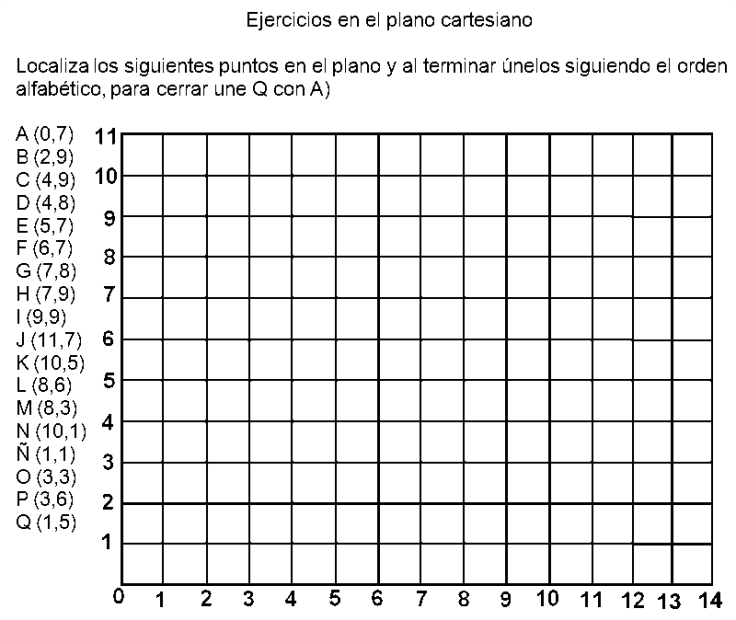 Ejercicios en el plano cartesiano
Localiza los siguientes puntos en el plano y al terminar únelos siguiendo el orden
alfabético, para cerrar une Q con A)
A (0,7)
B (2,9)
C (4,9)
D (4,8)
E (5,7)
F (6,7)
G (7,8)
H (7,9)
I (9,9)
J (11,7)
K (10,5)
L (8,6)
M (8,3)
N (10,1)
Ñ (1,1)
O (3,3)
P (3,6)
Q (1,5)
11
10
9
8
7
6
5
4
3
2
1
0 1 2 3 4 5 6 7 8 9 10 11 12 13 14